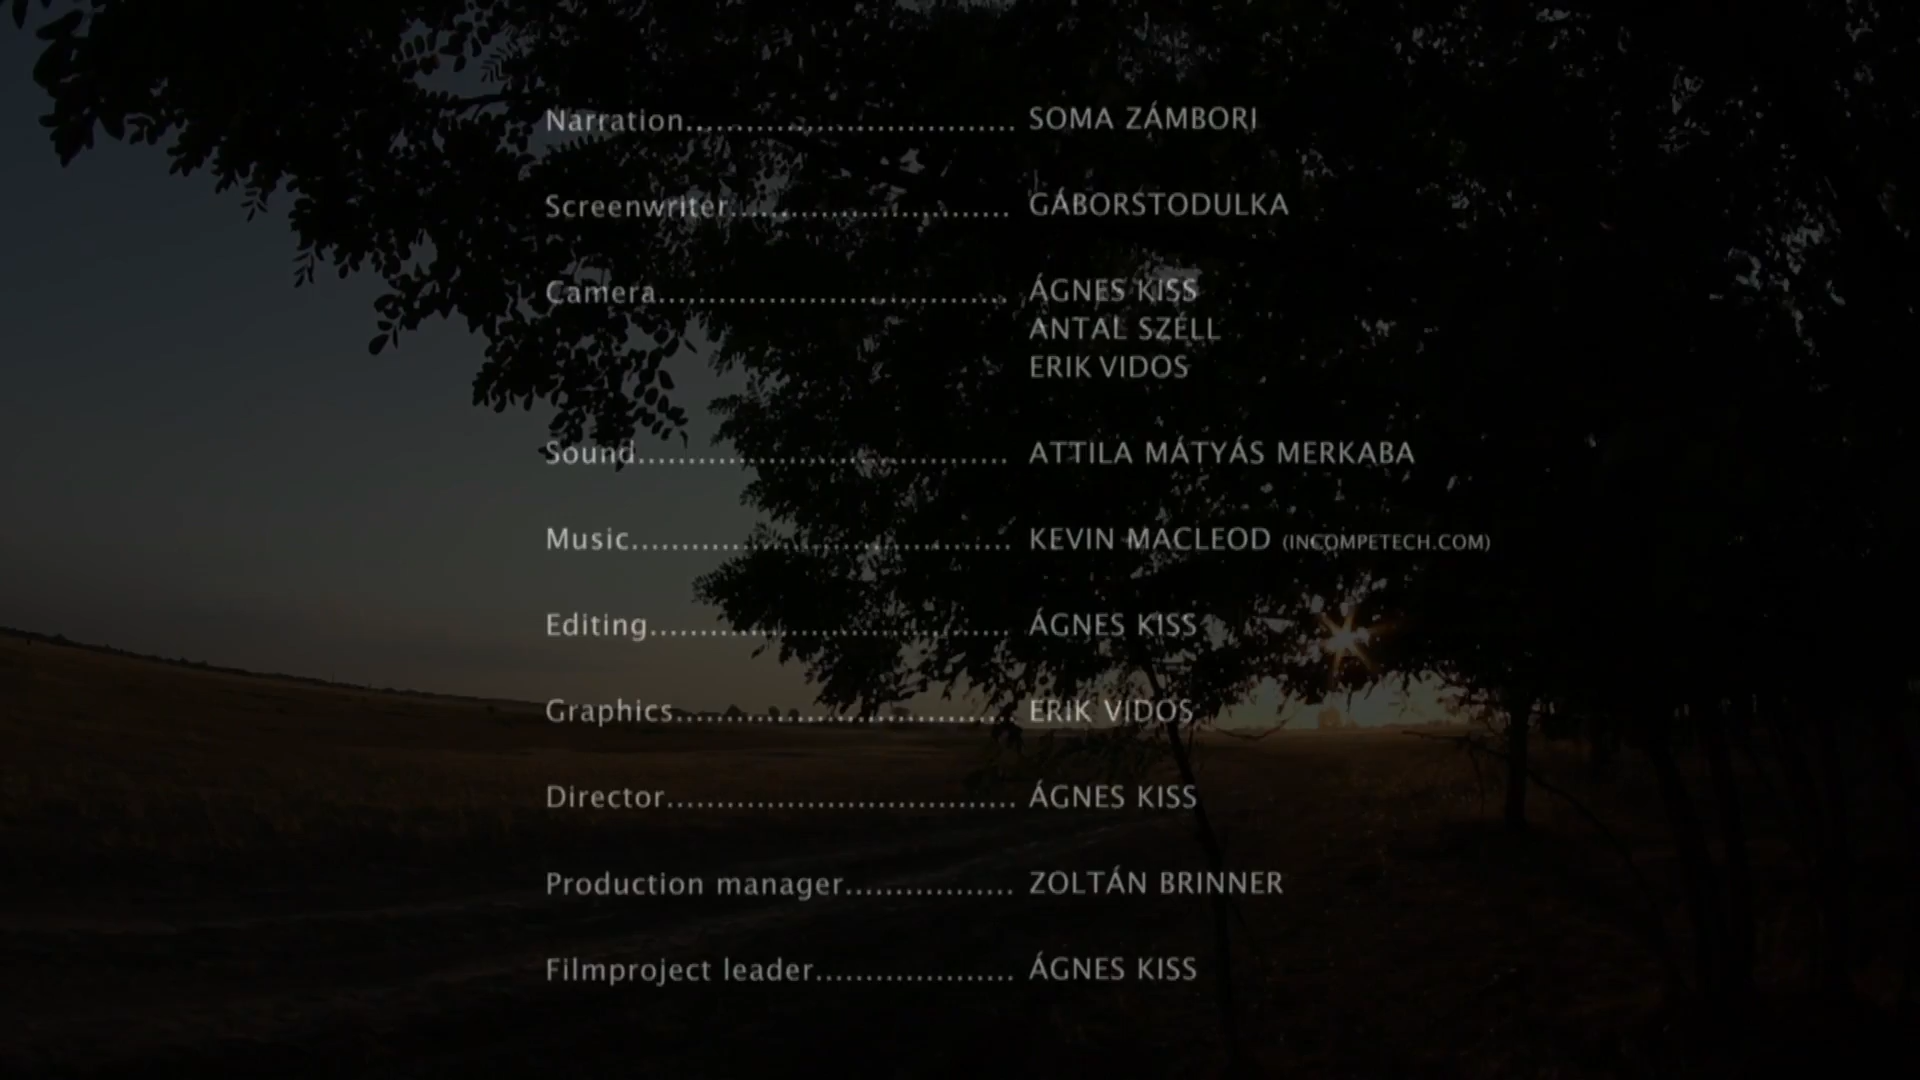 Narration................................. SOMA ZÁMBORI
Screenwriter............................ GÁBORSTODULKA
Camera................................... ÁGNES KISS
ANTAL SZÉLL
ERIK VIDOS
Sound..................................... ATTILA MÁTYÁS MERKABA
Music...................................... KEVIN MACLEOD (INCOMPETECH.COM)
Editing.................................... ÁGNES KISS
Graphics.................................. ERIK VIDOS
Director................................... ÁGNES KISS
Production manager................. ZOLTÁN BRINNER
Filmproject leader.................... ÁGNES KISS